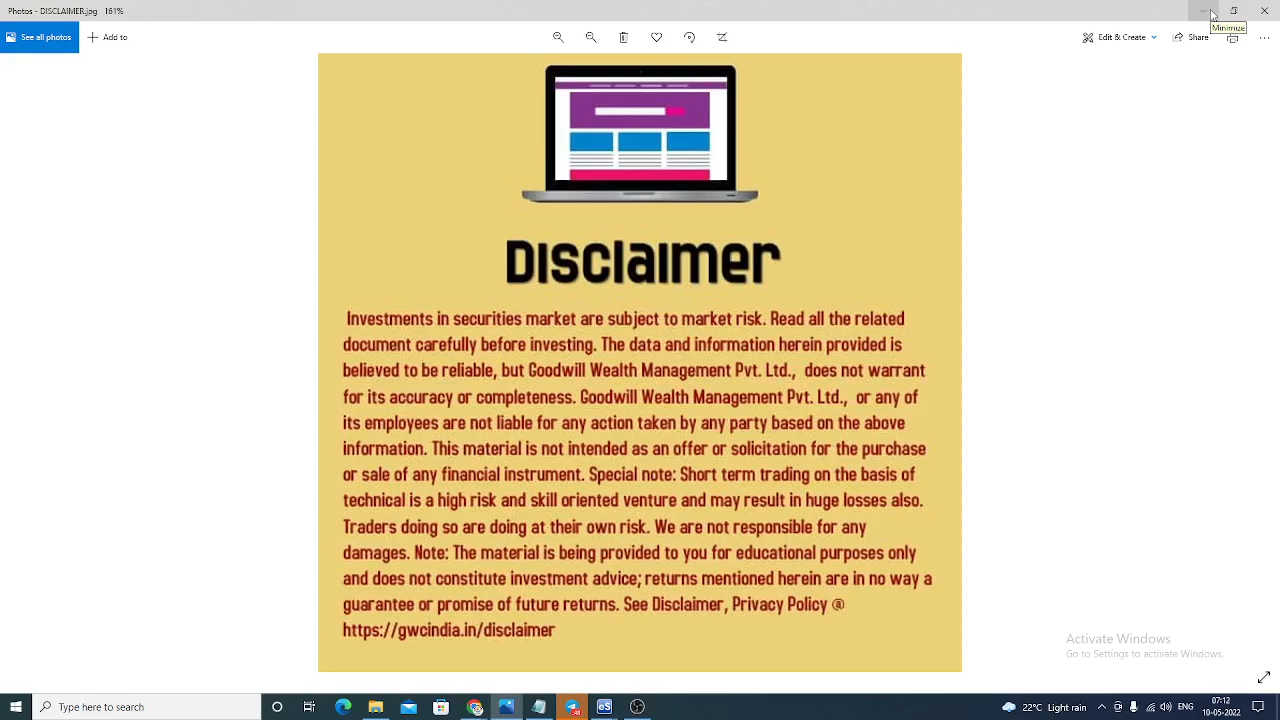 Photos - DISCLAIMER1.jpg
165%
See all photos
Add to
Edit & Create
Share
Minimize
Disclaimer
Investments in securities market are subject to market risk. Read all the related
document carefully before investing. The data and information herein provided is
believed to be reliable, but Goodwill Wealth Management Pvt. Ltd., does not warrant
for its accuracy or completeness. Goodwill Wealth Management Pvt. Ltd., or any of
its employees are not liable for any action taken by any party based on the above
information. This material is not intended as an offer or solicitation for the purchase
or sale of any financial instrument. Special note: Short term trading on the basis of
technical is a high risk and skill oriented venture and may result in huge losses also.
Traders doing so are doing at their own risk. We are not responsible for any
damages. Note: The material is being provided to you for educational purposes only
and does not constitute investment advice; returns mentioned herein are in no way a
guarantee or promise of future returns. See Disclaimer, Privacy Policy @
https://gwcindia.in/disclaimer
Activate Windows
Go to Settings to activate Windows.
Type here to search
22°C Light rain
ENG
10-05-2022